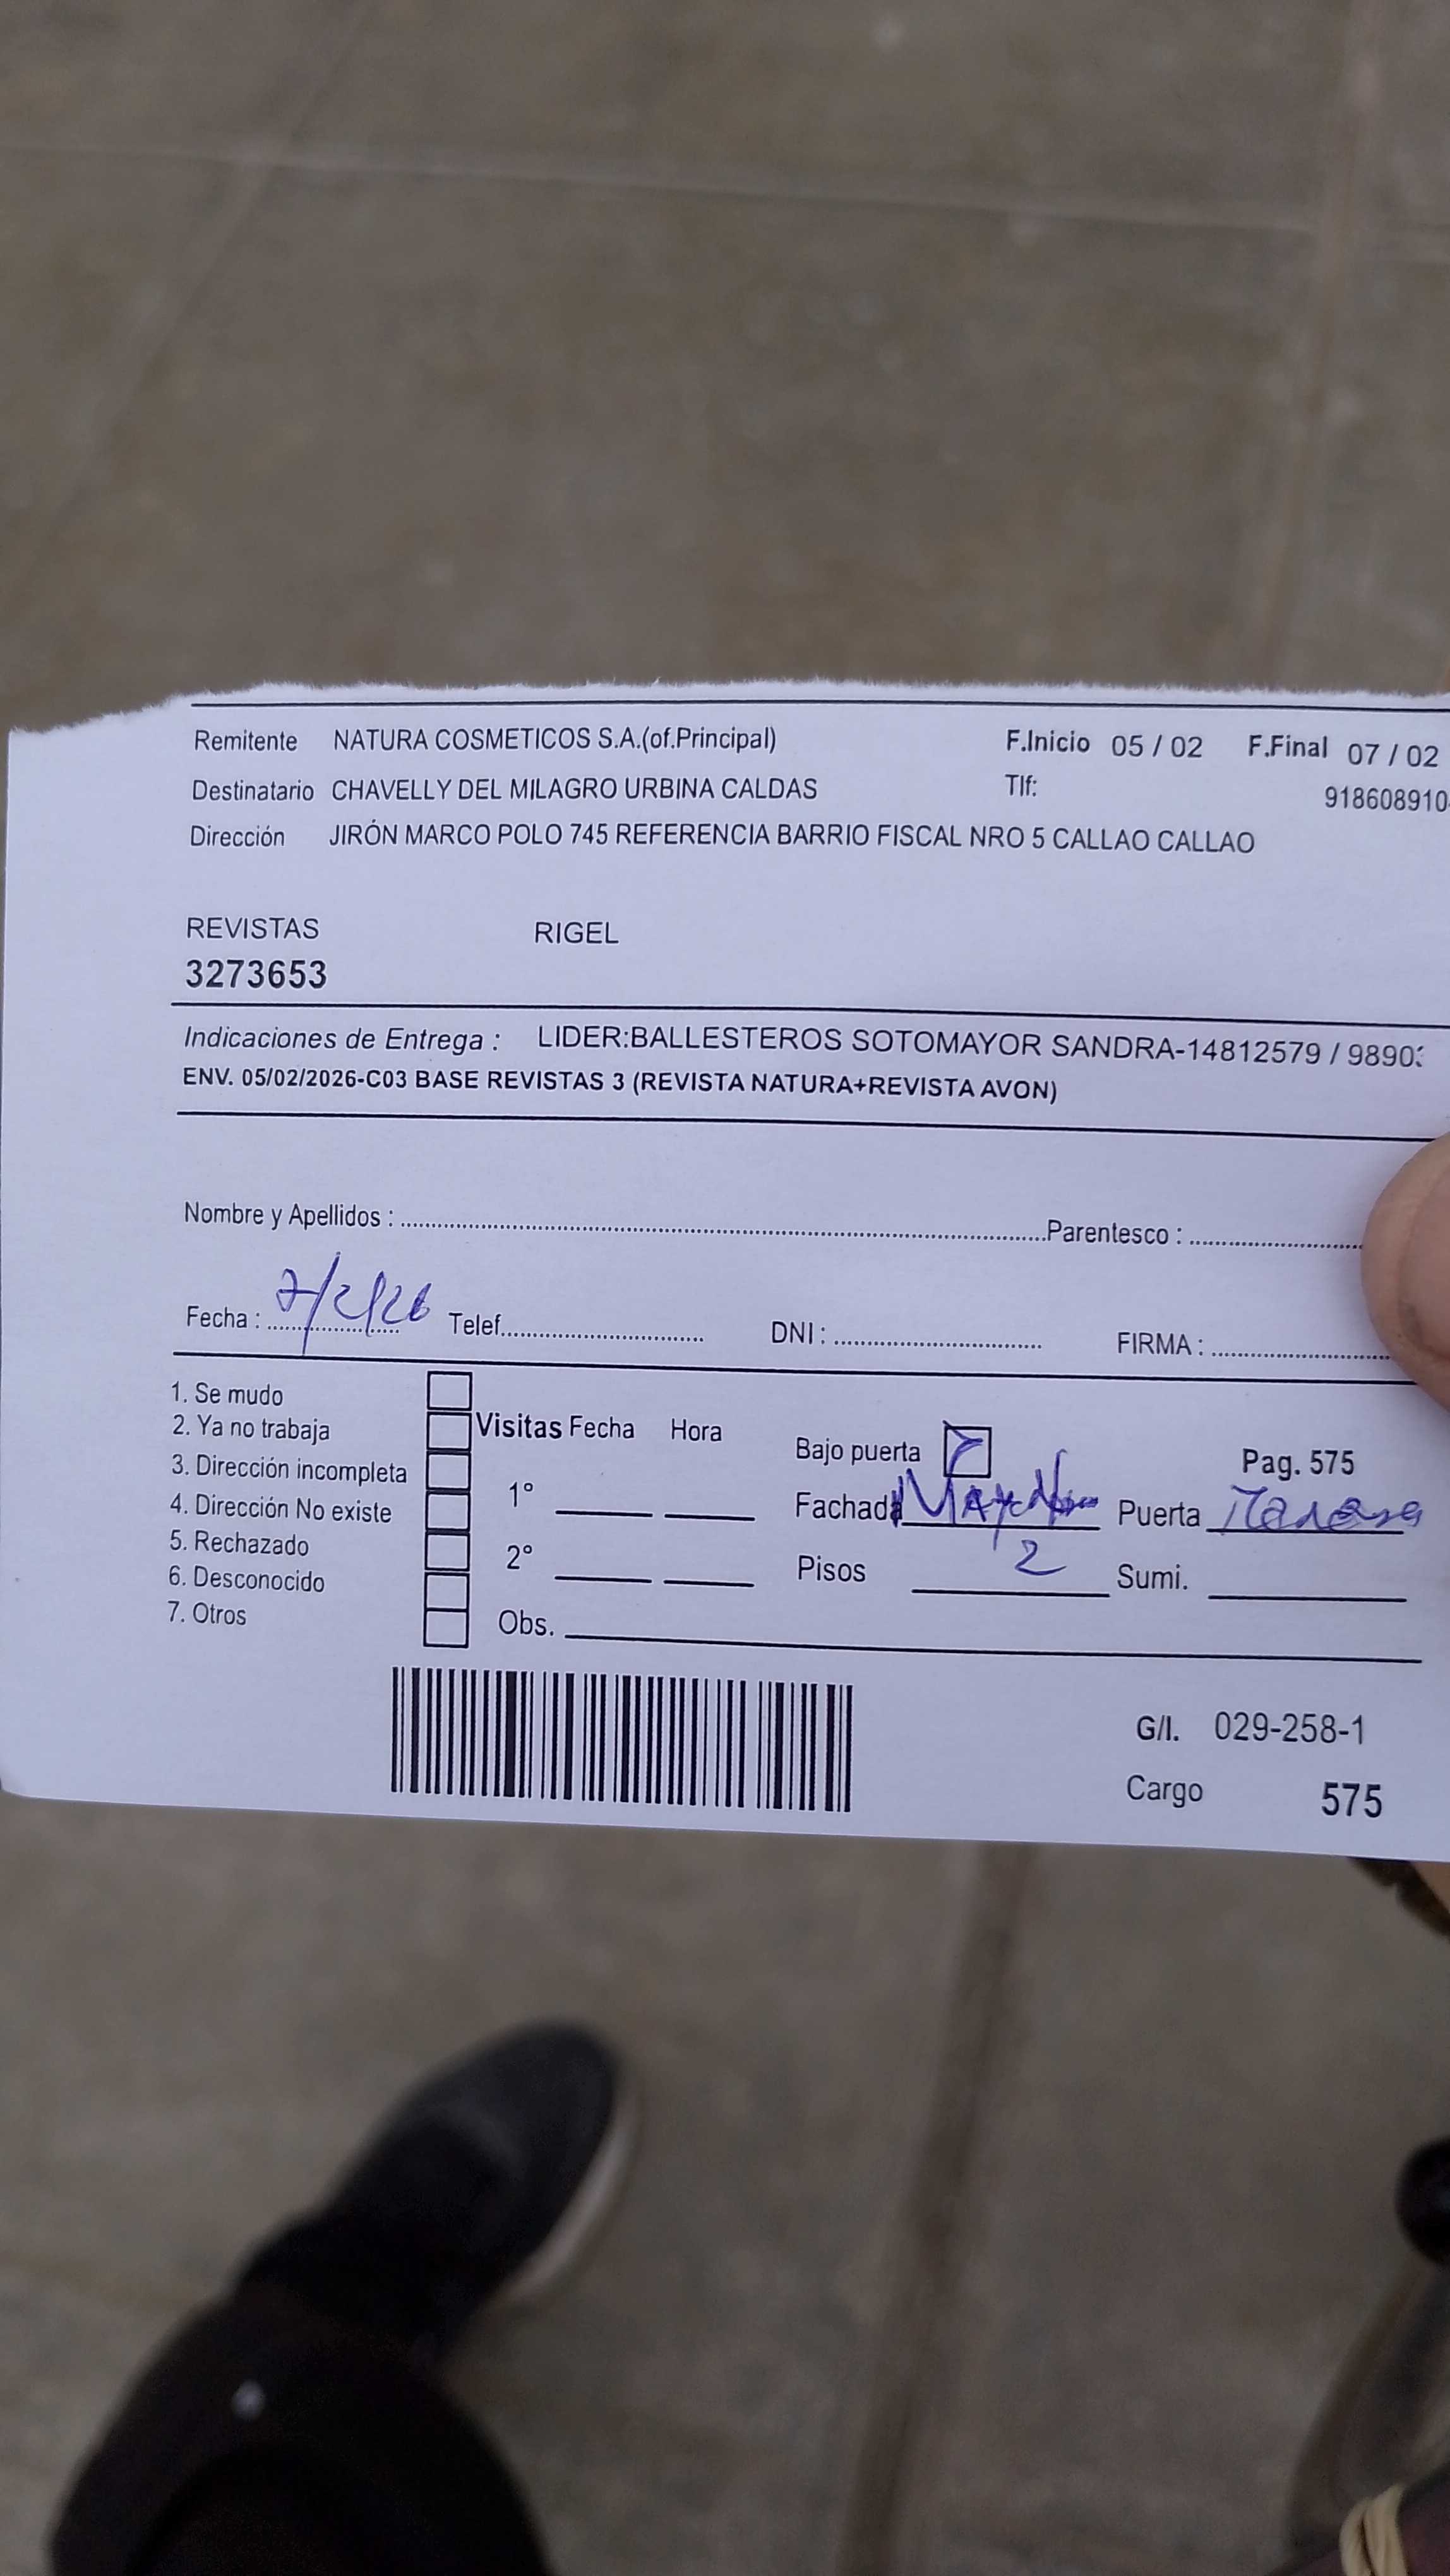 Remitente NATURA COSMETICOS S.A.(of.Principal) F.Inicio 05 / 02 F.Final 07 / 02
Destinatario CHAVELLY DEL MILAGRO URBINA CALDAS Tlf: 918608910
Dirección JIRÓN MARCO POLO 745 REFERENCIA BARRIO FISCAL NRO 5 CALLAO CALLAO
REVISTAS RIGEL
3273653
Indicaciones de Entrega : LIDER:BALLESTEROS SOTOMAYOR SANDRA-14812579 / 9890
ENV. 05/02/2026-C03 BASE REVISTAS 3 (REVISTA NATURA+REVISTA AVON)
Nombre y Apellidos : Parentesco :
Fecha : 7/2/26 Telef. DNI : FIRMA :
1. Se mudo
2. Ya no trabaja
3. Dirección incompleta
4. Dirección No existe
5. Rechazado
6. Desconocido
7. Otros
Visitas Fecha Hora
1°
2°
Obs.
Bajo puerta Pag. 575
Fachada Puerta
Pisos 2 Sumi.
G/I. 029-258-1
Cargo 575